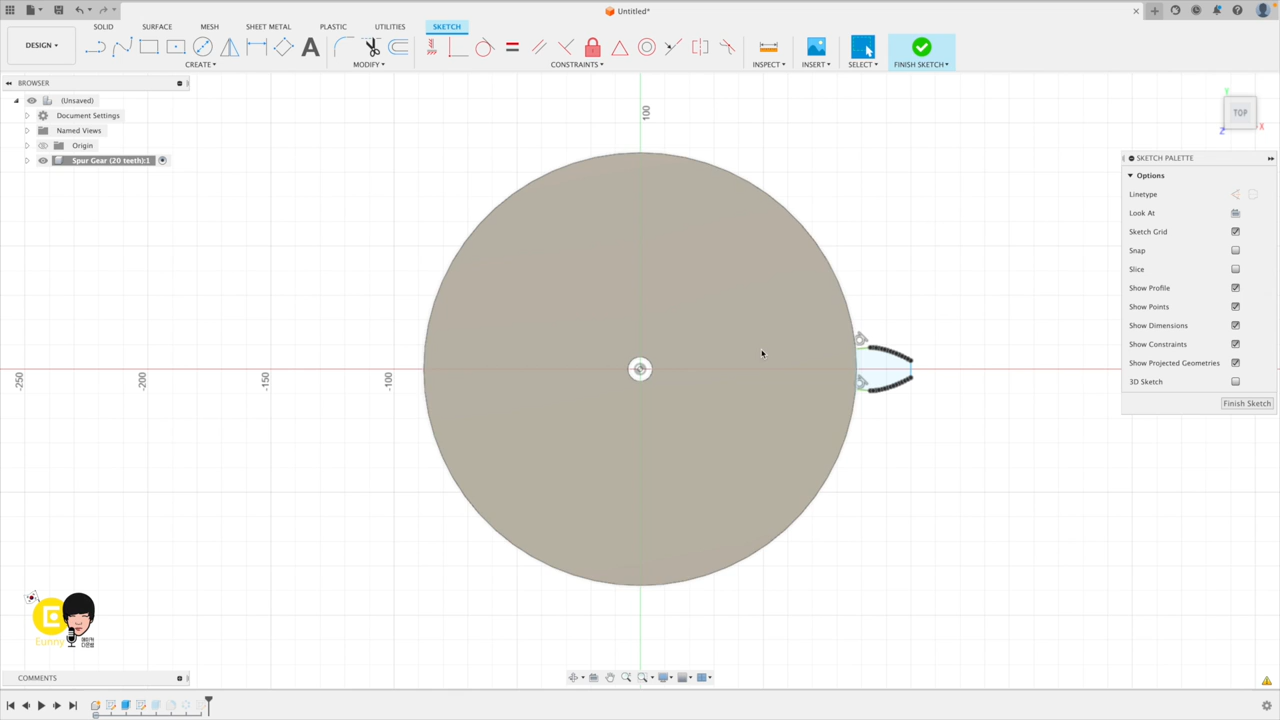 Untitled*
DESIGN
SOLID
SURFACE
MESH
SHEET METAL
PLASTIC
UTILITIES
SKETCH
CREATE
MODIFY
CONSTRAINTS
INSPECT
INSERT
SELECT
FINISH SKETCH
BROWSER
(Unsaved)
Document Settings
Named Views
Origin
Spur Gear (20 teeth):1
100
-250
-200
-150
-100
TOP
Y
X
Z
SKETCH PALETTE
Options
Linetype
Look At
Sketch Grid
Snap
Slice
Show Profile
Show Points
Show Dimensions
Show Constraints
Show Projected Geometries
3D Sketch
Finish Sketch
Eunny
COMMENTS